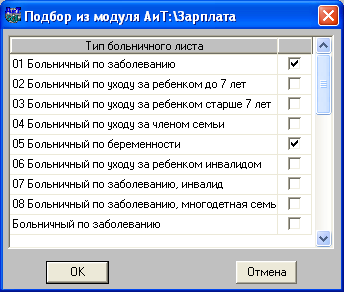 Подбор из модуля АиТ:\Зарплата
Тип больничного листа
01 Больничный по заболеванию
02 Больничный по уходу за ребенком до 7 лет
03 Больничный по уходу за ребенком старше 7 лет
04 Больничный по уходу за членом семьи
05 Больничный по беременности
06 Больничный по уходу за ребенком инвалидом
07 Больничный по заболеванию, инвалид
08 Больничный по заболеванию, многодетная семь
Больничный по заболеванию
OK
Отмена